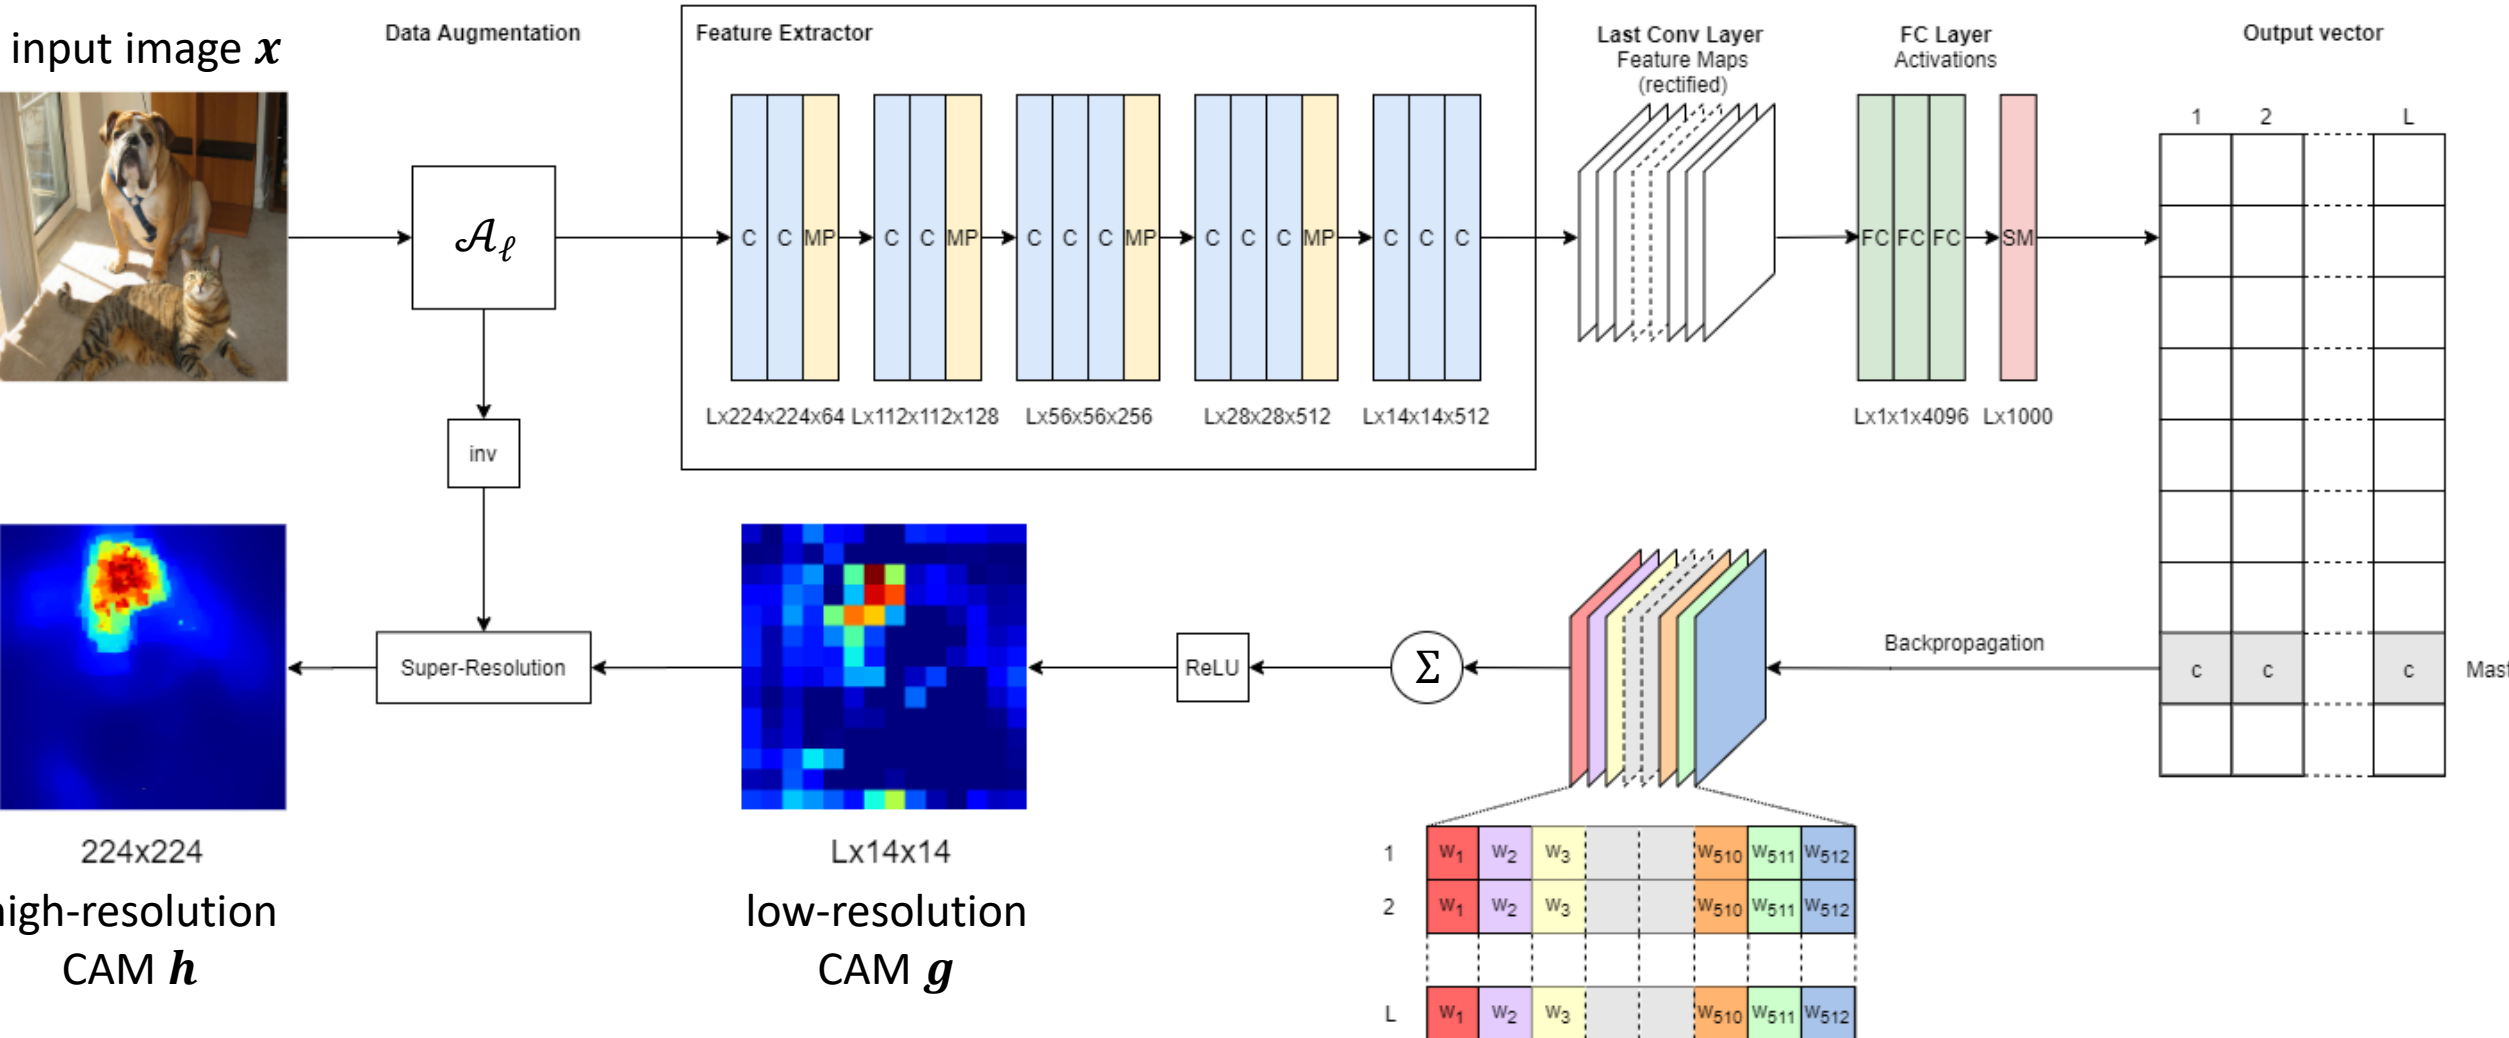 input image x
Data Augmentation
Feature Extractor
Last Conv Layer
Feature Maps
(rectified)
FC Layer
Activations
Output vector
1 2 L
𝒜ℓ
C C MP C C MP C C C MP C C C MP C C C
FC FC FC SM
Lx224x224x64 Lx112x112x128 Lx56x56x256 Lx28x28x512 Lx14x14x512
Lx1x1x4096 Lx1000
inv
Super-Resolution
ReLU
Σ
Backpropagation
c c c
224x224
high-resolution
CAM h
Lx14x14
low-resolution
CAM g
1 w1 w2 w3 w510 w511 w512
2 w1 w2 w3 w510 w511 w512
L w1 w2 w3 w510 w511 w512